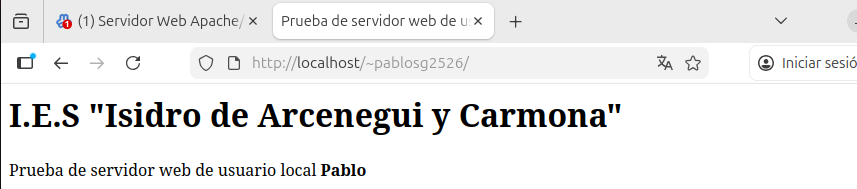 (1) Servidor Web Apache/
Prueba de servidor web de u
http://localhost/~pablosg2526/
Iniciar sesió
I.E.S "Isidro de Arcenegui y Carmona"
Prueba de servidor web de usuario local Pablo